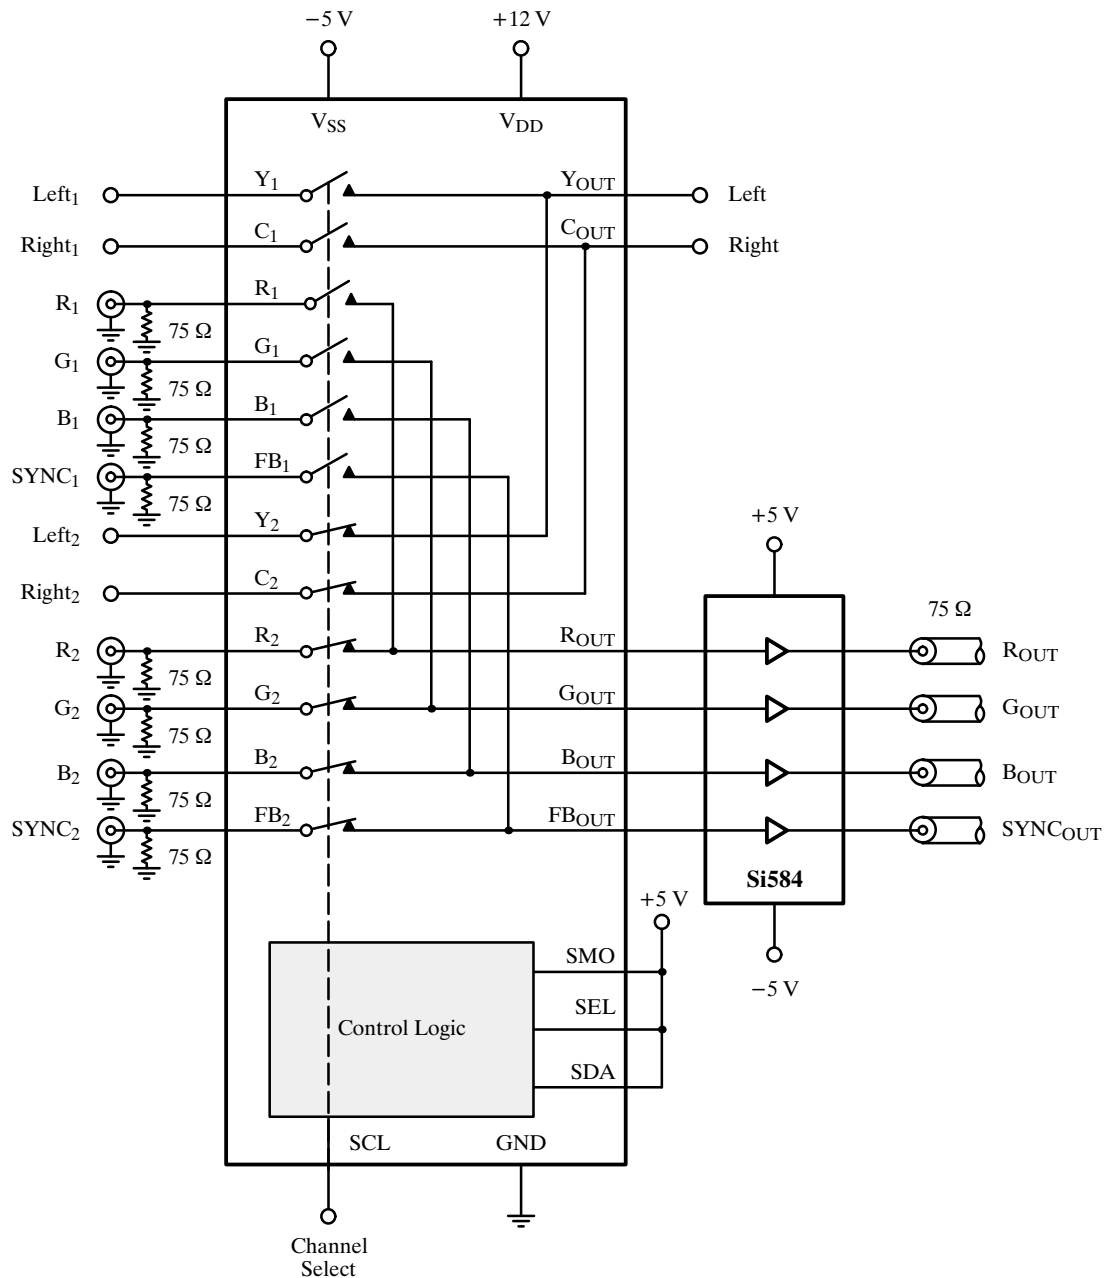 −5 V +12 V
VSS VDD
Left1 Y1 YOUT Left
Right1 C1 COUT Right
R1 R1
75 Ω
G1 G1
75 Ω
B1 B1
75 Ω
SYNC1 FB1
75 Ω
Left2 Y2
+5 V
Right2 C2
75 Ω
R2 R2 ROUT ROUT
75 Ω
G2 G2 GOUT GOUT
75 Ω
B2 B2 BOUT BOUT
75 Ω
SYNC2 FB2 FBOUT SYNCOUT
75 Ω
Si584
+5 V
SMO
−5 V
SEL
Control Logic
SDA
SCL GND
Channel
Select